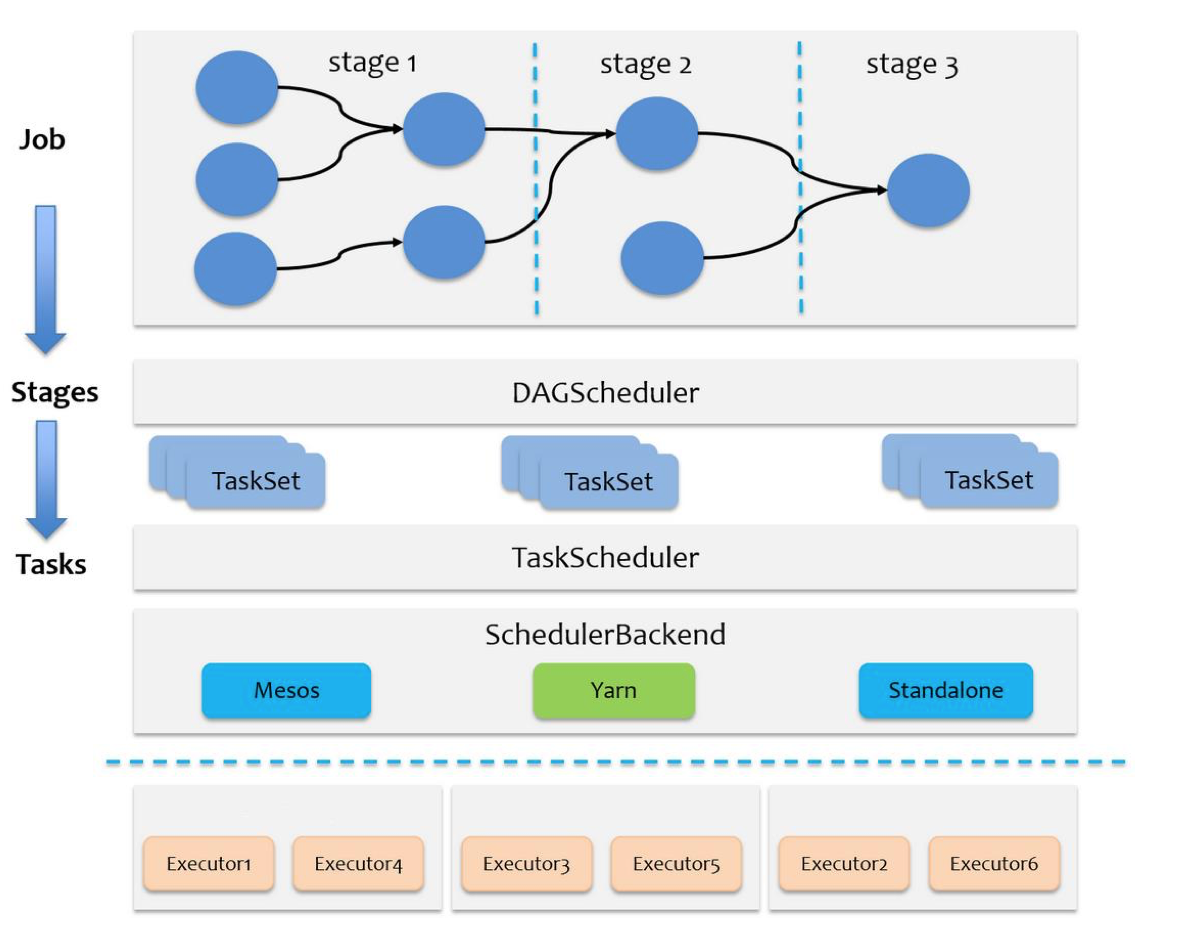 stage 1
stage 2
stage 3
Job
Stages
DAGScheduler
TaskSet
TaskSet
TaskSet
Tasks
TaskScheduler
SchedulerBackend
Mesos
Yarn
Standalone
Executor1
Executor4
Executor3
Executor5
Executor2
Executor6